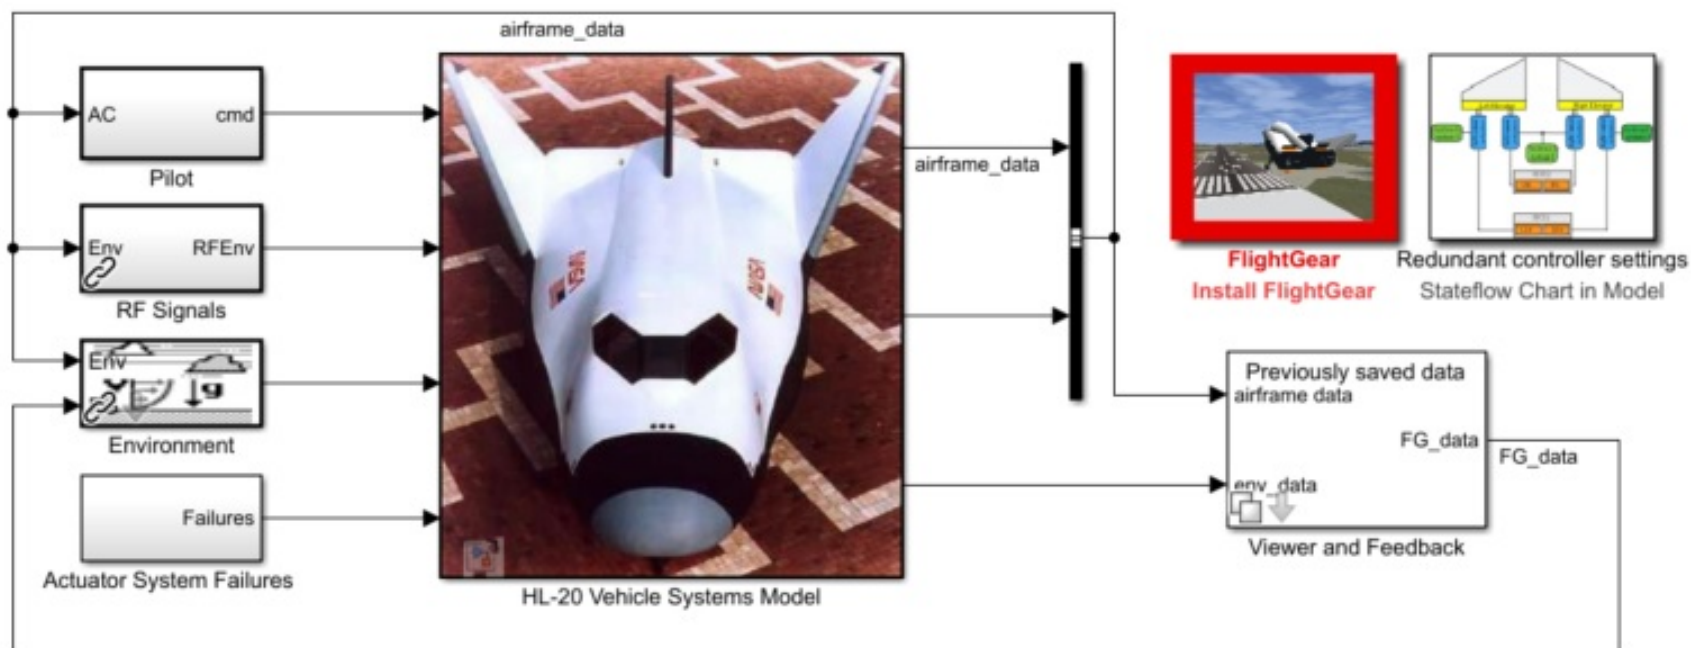 airframe_data
AC cmd
Pilot
Env RFEnv
RF Signals
Env
g
Environment
Failures
Actuator System Failures
NASA
HL-20 Vehicle Systems Model
airframe_data
FlightGear
Install FlightGear
Redundant controller settings
Stateflow Chart in Model
Previously saved data
airframe data
FG_data
env_data
Viewer and Feedback
FG_data